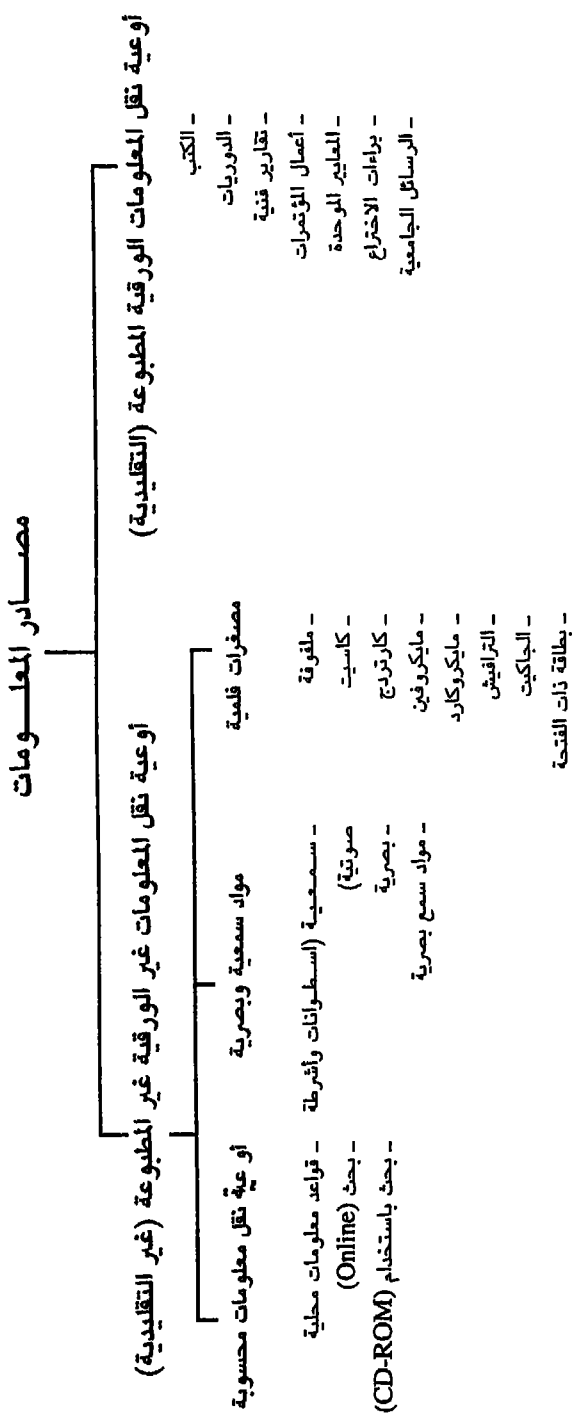 مصادر المعلومات
أوعية نقل المعلومات الورقية المطبوعة (التقليدية)
- الكتب
- الدوريات
- تقارير فنية
- أعمال المؤتمرات
- المعايير الموحدة
- براءات الاختراع
- الرسائل الجامعية
أوعية نقل المعلومات غير الورقية غير المطبوعة (غير التقليدية)
مصغرات فلمية
- ملفوفة
- كاسيت
- كارتردج
- مايكروفين
- مايكروكارد
- الترافيش
- الجاكيت
- بطاقة ذات الفتحة
مواد سمعية وبصرية
- سمعية (اسطوانات وأشرطة
صوتية)
- بصرية
- مواد سمع بصرية
أوعية نقل معلومات محسوبة
- قواعد معلومات محلية
- بحث (Online)
- بحث باستخدام
(CD-ROM)